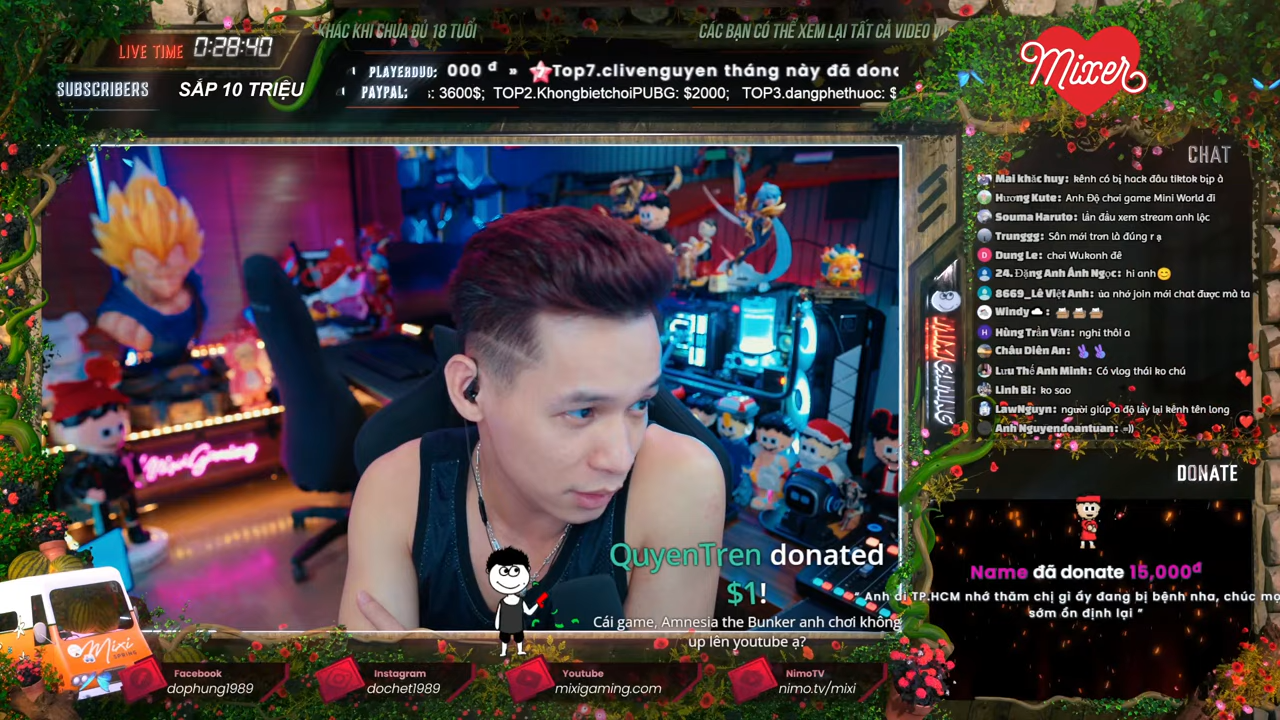 KHÁC KHI CHƯA ĐỦ 18 TUỔI
CÁC BẠN CÓ THỂ XEM LẠI TẤT CẢ VIDEO
LIVE TIME 0:28:40
SUBSCRIBERS SẮP 10 TRIỆU
PLAYERDUO: 000 đ » 7 Top7.clivenguyen tháng này đã dona
PAYPAL: : 3600$; TOP2.KhongbietchoiPUBG: $2000; TOP3.dangphethuoc: $
Mixer
CHAT
Mai khắc huy: kênh có bị hack đâu tiktok bịp à
Hương Kute: Anh Độ chơi game Mini World đi
Souma Haruto: lần đầu xem stream anh lộc
Trunggg: Sân mới trơn là đúng r ạ
Dung Le: chơi Wukonh đê
24. Đặng Anh Ánh Ngọc: hi anh😊
8669_Lê Việt Anh: ùa nhớ join mới chat được mà ta
Windy☁:
Hùng Trần Văn: nghỉ thôi a
Châu Diên An: ✌✌
Lưu Thế Anh Minh: Có vlog thái ko chú
Linh Bi: ko sao
LawNguyn: người giúp a độ lấy lại kênh tên long
Anh Nguyendoantuan: =))
MixiGaming
DONATE
Name đã donate 15,000đ
“ Anh ơi TP.HCM nhớ thăm chị gì ấy đang bị bệnh nha, chúc mọ
sớm ổn định lại ”
QuyenTren donated
$1!
Cái game, Amnesia the Bunker anh chơi không
up lên youtube ạ?
Mixi
SPRING
Facebook
dophung1989
Instagram
dochet1989
Youtube
mixigaming.com
NimoTV
nimo.tv/mixi